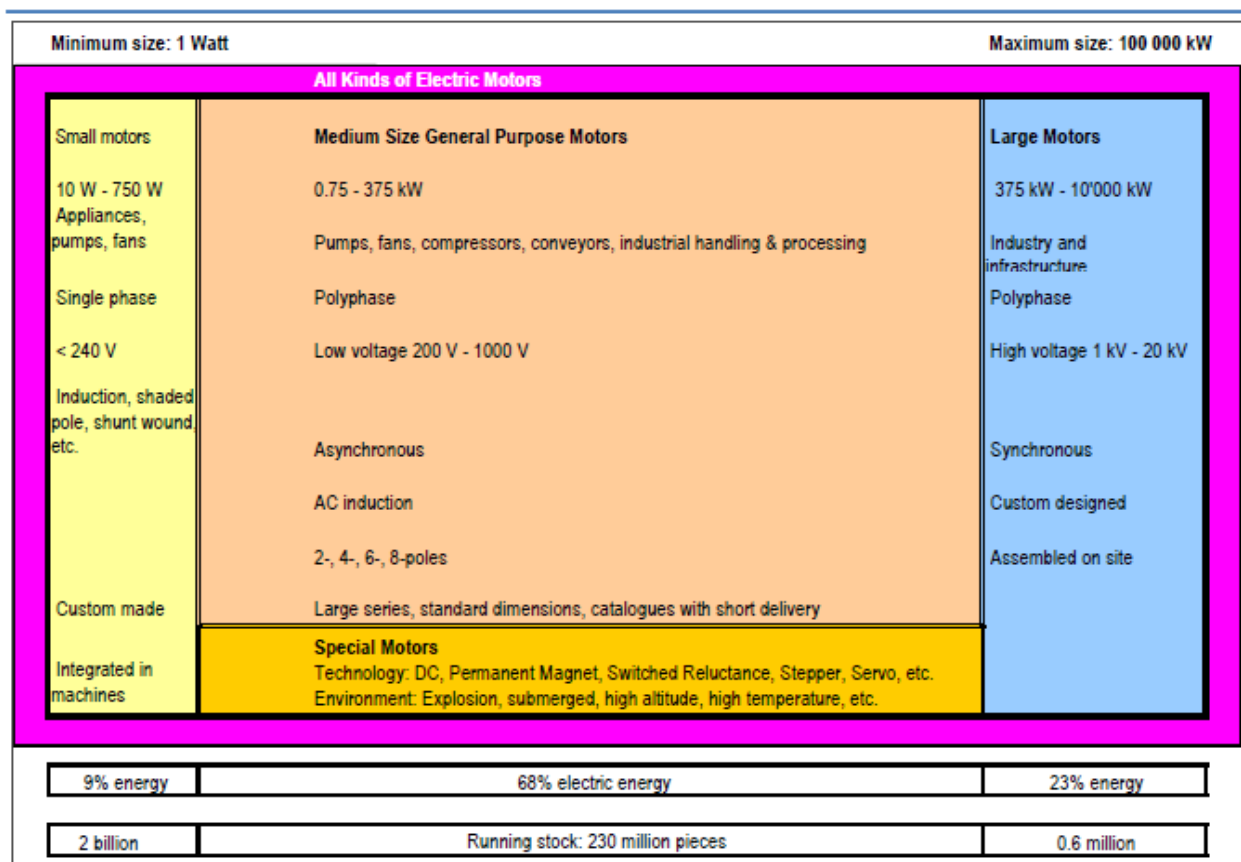 Minimum size: 1 Watt
Maximum size: 100 000 kW
All Kinds of Electric Motors
Small motors
10 W - 750 W
Appliances,
pumps, fans
Single phase
< 240 V
Induction, shaded
pole, shunt wound,
etc.
Custom made
Integrated in
machines
Medium Size General Purpose Motors
0.75 - 375 kW
Pumps, fans, compressors, conveyors, industrial handling & processing
Polyphase
Low voltage 200 V - 1000 V
Asynchronous
AC induction
2-, 4-, 6-, 8-poles
Large series, standard dimensions, catalogues with short delivery
Special Motors
Technology: DC, Permanent Magnet, Switched Reluctance, Stepper, Servo, etc.
Environment: Explosion, submerged, high altitude, high temperature, etc.
Large Motors
375 kW - 10'000 kW
Industry and
infrastructure
Polyphase
High voltage 1 kV - 20 kV
Synchronous
Custom designed
Assembled on site
9% energy
68% electric energy
23% energy
2 billion
Running stock: 230 million pieces
0.6 million